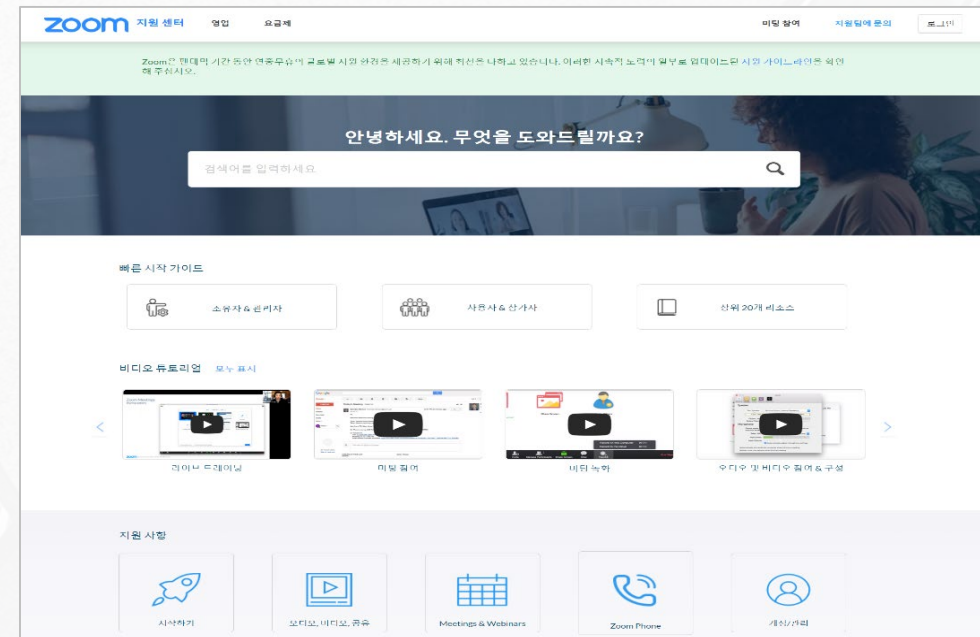 zoom 지원 센터 영업 요금제 미팅 참여 지원팀에 문의 로그인
Zoom은 팬데믹 기간 동안 연중무휴의 글로벌 지원 환경을 제공하기 위해 최선을 다하고 있습니다. 이러한 지속적 노력의 일부로 업데이트된 지원 가이드라인을 확인
해 주십시오.
안녕하세요. 무엇을 도와드릴까요?
검색어를 입력하세요
빠른 시작 가이드
소유자 & 관리자 사용자 & 참가자 상위 20개 리소스
비디오 튜토리얼 모두 표시
라이브 트레이닝 미팅 참여 미팅 녹화 오디오 및 비디오 참여 & 구성
지원 사항
시작하기 오디오, 비디오, 공유 Meetings & Webinars Zoom Phone 계정/관리